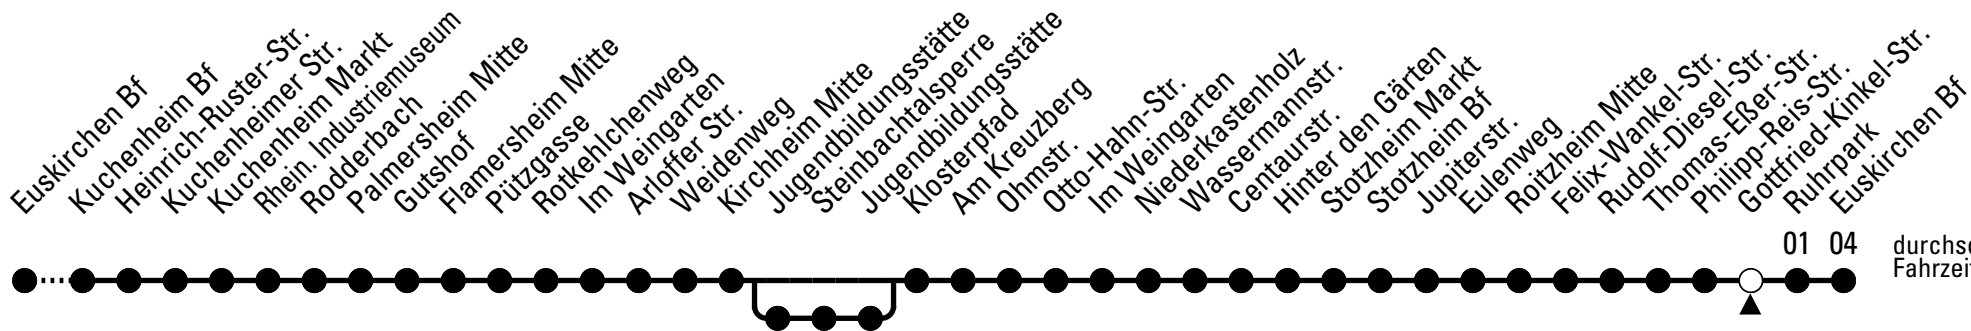 Euskirchen Bf
Kuchenheim Bf
Heinrich-Ruster-Str.
Kuchenheimer Str.
Kuchenheim Markt
Rhein. Industriemuseum
Rodderbach
Palmersheim Mitte
Gutshof
Flamersheim Mitte
Pützgasse
Rotkehlchenweg
Im Weingarten
Arloffer Str.
Weidenweg
Kirchheim Mitte
Jugendbildungsstätte
Steinbachtalsperre
Jugendbildungsstätte
Klosterpfad
Am Kreuzberg
Ohmstr.
Otto-Hahn-Str.
Im Weingarten
Niederkastenholz
Wassermannstr.
Centaurstr.
Hinter den Gärten
Stotzheim Markt
Stotzheim Bf
Jupiterstr.
Eulenweg
Roitzheim Mitte
Felix-Wankel-Str.
Rudolf-Diesel-Str.
Thomas-Eßer-Str.
Philipp-Reis-Str.
Gottfried-Kinkel-Str.
Ruhrpark
Euskirchen Bf
01 04
Fahrzeit